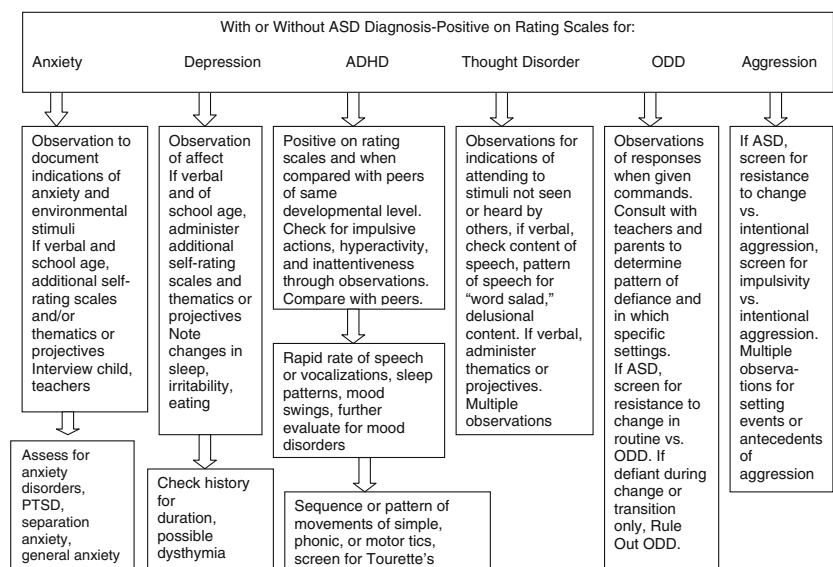 With or Without ASD Diagnosis-Positive on Rating Scales for:
Anxiety Depression ADHD Thought Disorder ODD Aggression
Observation to
document
indications of
anxiety and
environmental
stimuli
If verbal and
school age,
additional self-
rating scales
and/or
thematics or
projectives
Interview child,
teachers
Assess for
anxiety
disorders,
PTSD,
separation
anxiety,
general anxiety
Observation
of affect
If verbal
and of
school age,
administer
additional
self-rating
scales and
thematics or
projectives
Note
changes in
sleep,
irritability,
eating
Check history
for
duration,
possible
dysthymia
Positive on rating
scales and when
compared with peers
of same
developmental level.
Check for impulsive
actions, hyperactivity,
and inattentiveness
through observations.
Compare with peers.
Rapid rate of speech
or vocalizations, sleep
patterns, mood
swings, further
evaluate for mood
disorders
Sequence or pattern of
movements of simple,
phonic, or motor tics,
screen for Tourette's
Observations for
indications of
attending to
stimuli not seen
or heard by
others, if verbal,
check content of
speech, pattern
of speech for
“word salad,”
delusional
content. If verbal,
administer
thematics or
projectives.
Multiple
observations
Observations
of responses
when given
commands.
Consult with
teachers and
parents to
determine
pattern of
defiance and
in which
specific
settings.
If ASD,
screen for
resistance to
change in
routine vs.
ODD. If
defiant during
change or
transition
only, Rule
Out ODD.
If ASD,
screen for
resistance
to change
vs.
intentional
aggression,
screen for
impulsivity
vs.
intentional
aggression.
Multiple
observa-
tions for
setting
events or
antecedents
of
aggression